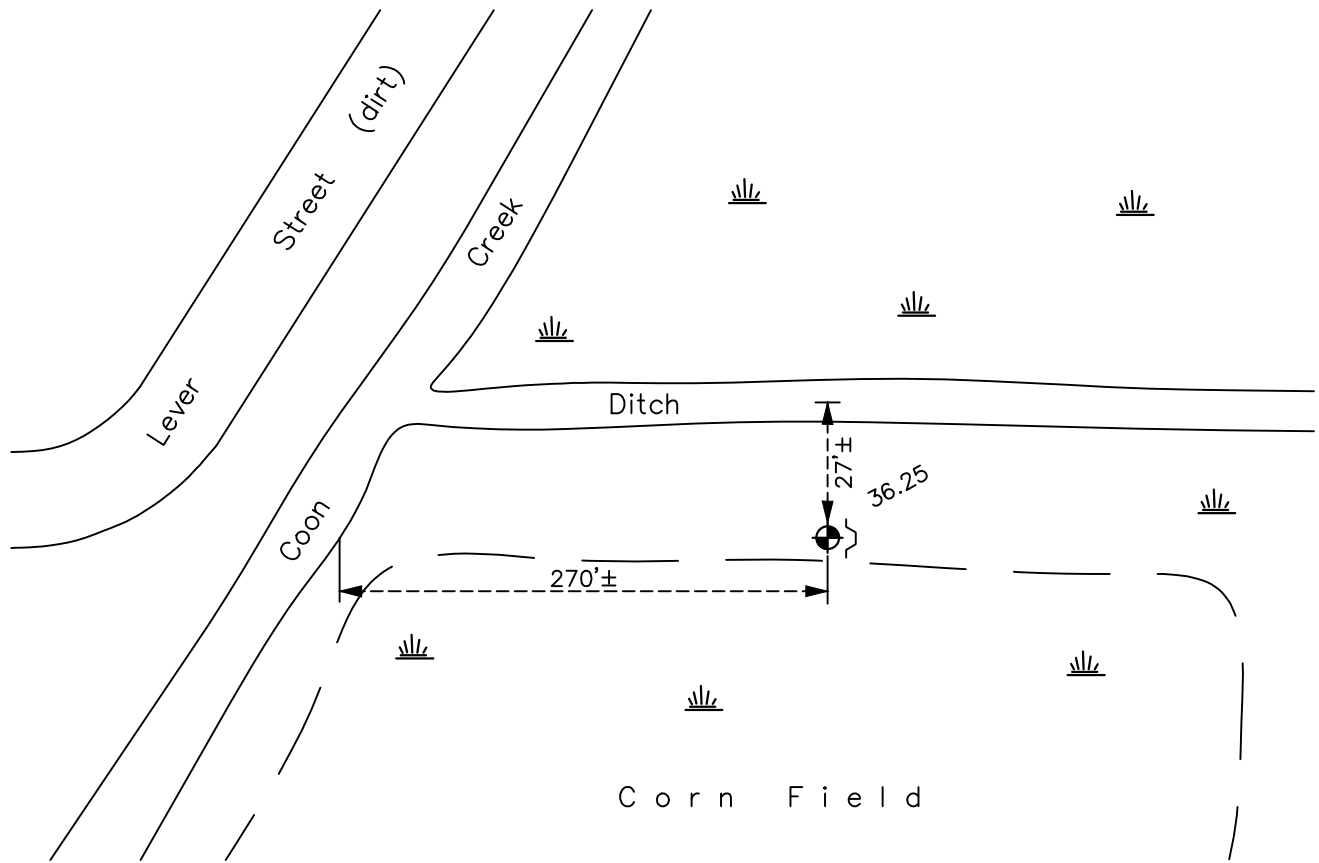 Lever Street (dirt)
Coon Creek
Ditch
27'±
36.25
270'±
Corn Field